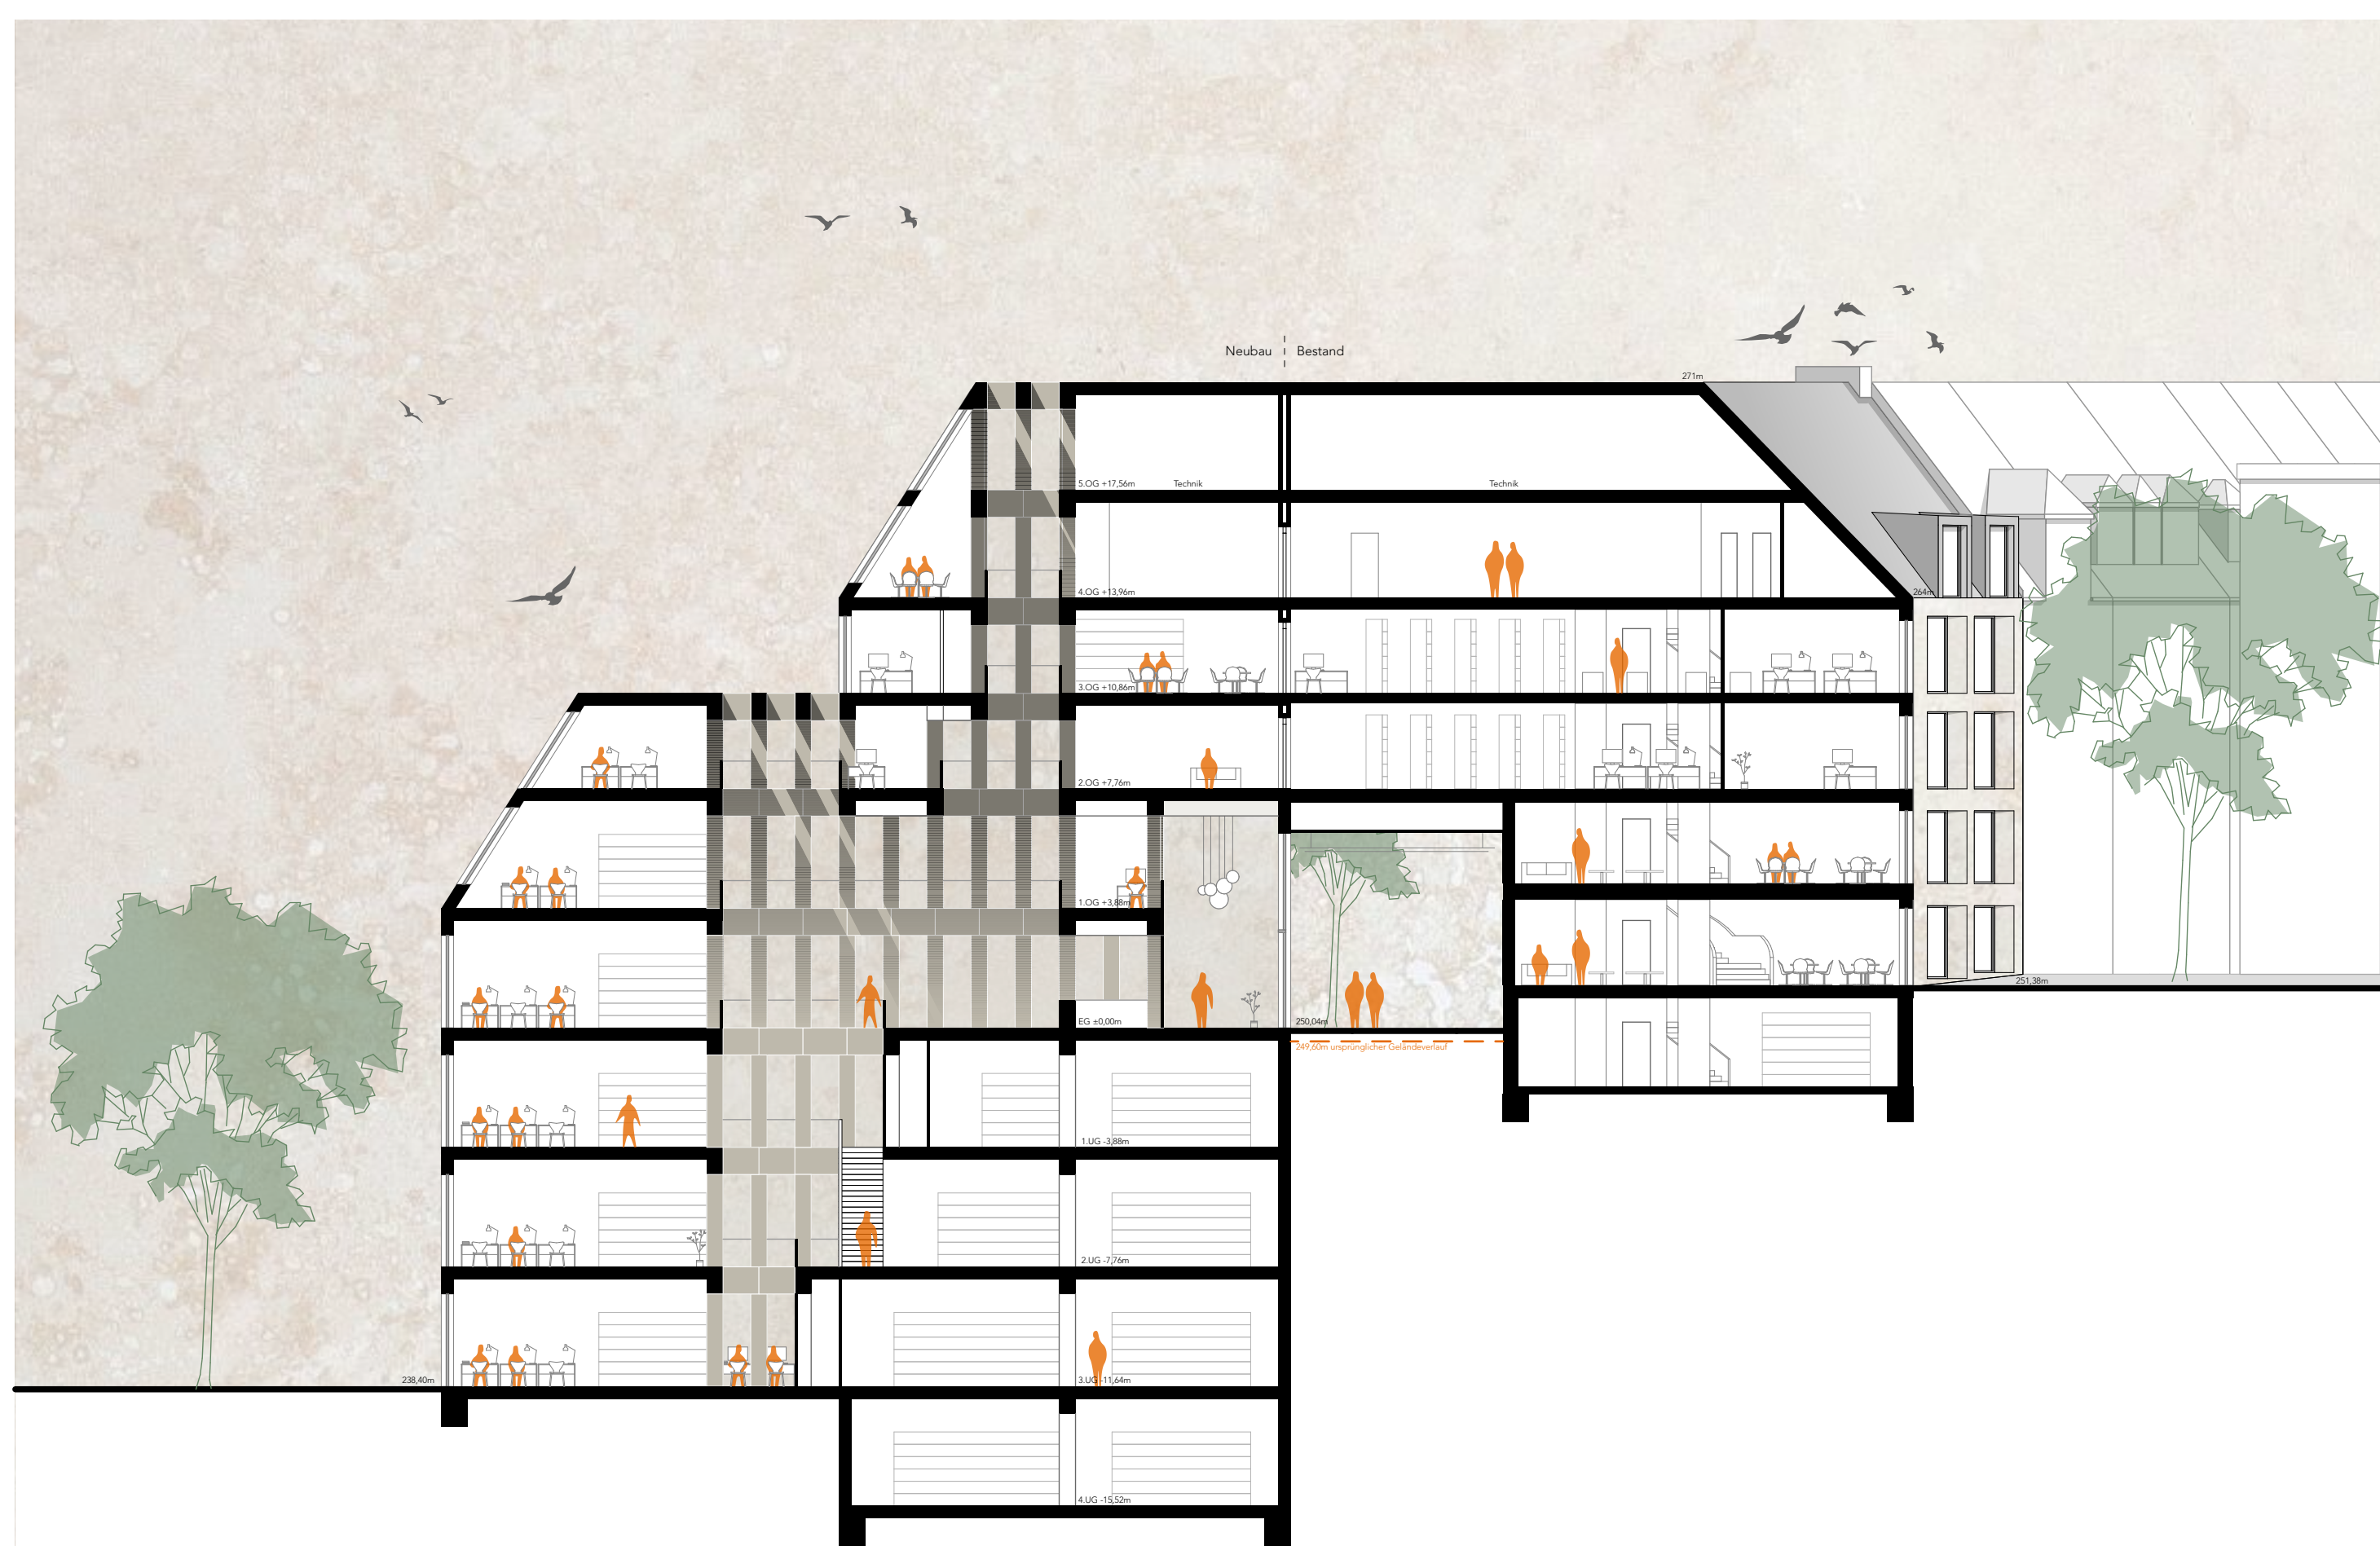 Neubau Bestand
271m
5.OG +17,56m Technik Technik
4.OG +13,96m
264m
3.OG +10,86m
2.OG +7,76m
1.OG +3,88m
251,38m
EG ±0,00m 250,04m
249,60m ursprünglicher Geländeverlauf
1.UG -3,88m
2.UG -7,76m
238,40m 3.UG -11,64m
4.UG -15,52m